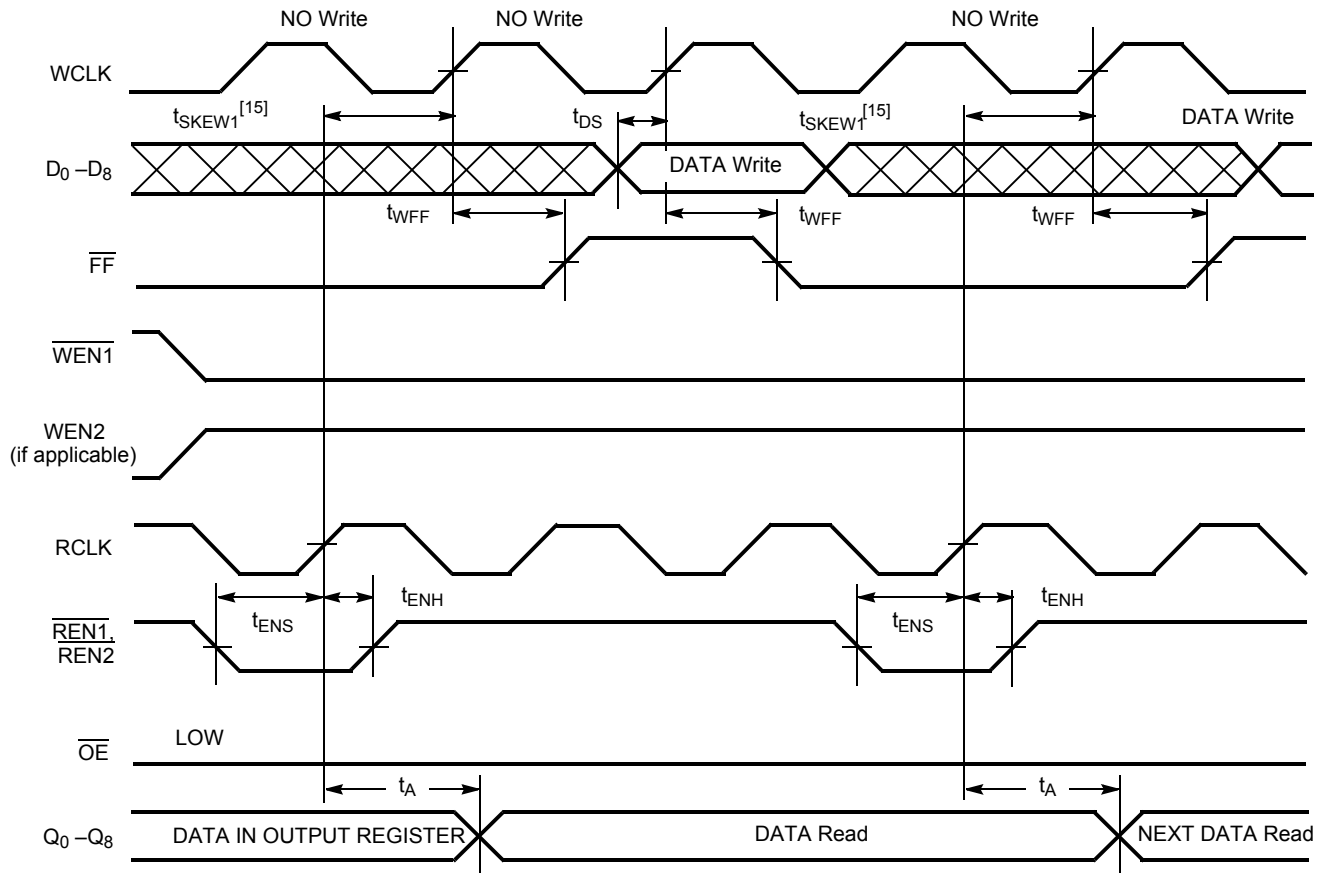 NO Write NO Write NO Write
WCLK
tSKEW1[15] tDS tSKEW1[15] DATA Write
D0 –D8 DATA Write
tWFF tWFF tWFF
FF
WEN1
WEN2
(if applicable)
RCLK
tENH tENH
tENS tENS
REN1,
REN2
LOW
OE
tA tA
Q0 –Q8 DATA IN OUTPUT REGISTER DATA Read NEXT DATA Read